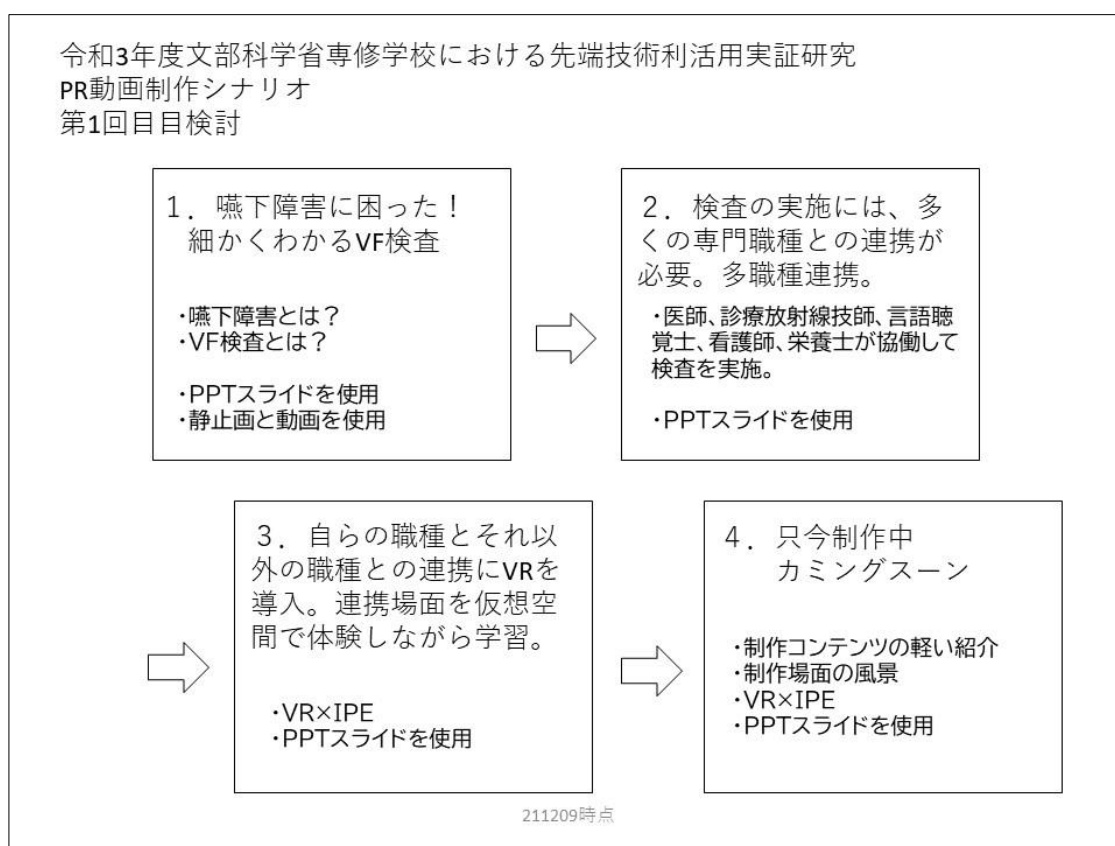 令和3年度文部科学省専修学校における先端技術利活用実証研究
PR動画制作シナリオ
第1回目目検討
１．嚥下障害に困った！
細かくわかるVF検査
・嚥下障害とは？
・VF検査とは？
・PPTスライドを使用
・静止画と動画を使用
２．検査の実施には、多
くの専門職種との連携が
必要。多職種連携。
・医師、診療放射線技師、言語聴
覚士、看護師、栄養士が協働して
検査を実施。
・PPTスライドを使用
３．自らの職種とそれ以
外の職種との連携にVRを
導入。連携場面を仮想空
間で体験しながら学習。
・VR×IPE
・PPTスライドを使用
４．只今制作中
カミングスーン
・制作コンテンツの軽い紹介
・制作場面の風景
・VR×IPE
・PPTスライドを使用
211209時点